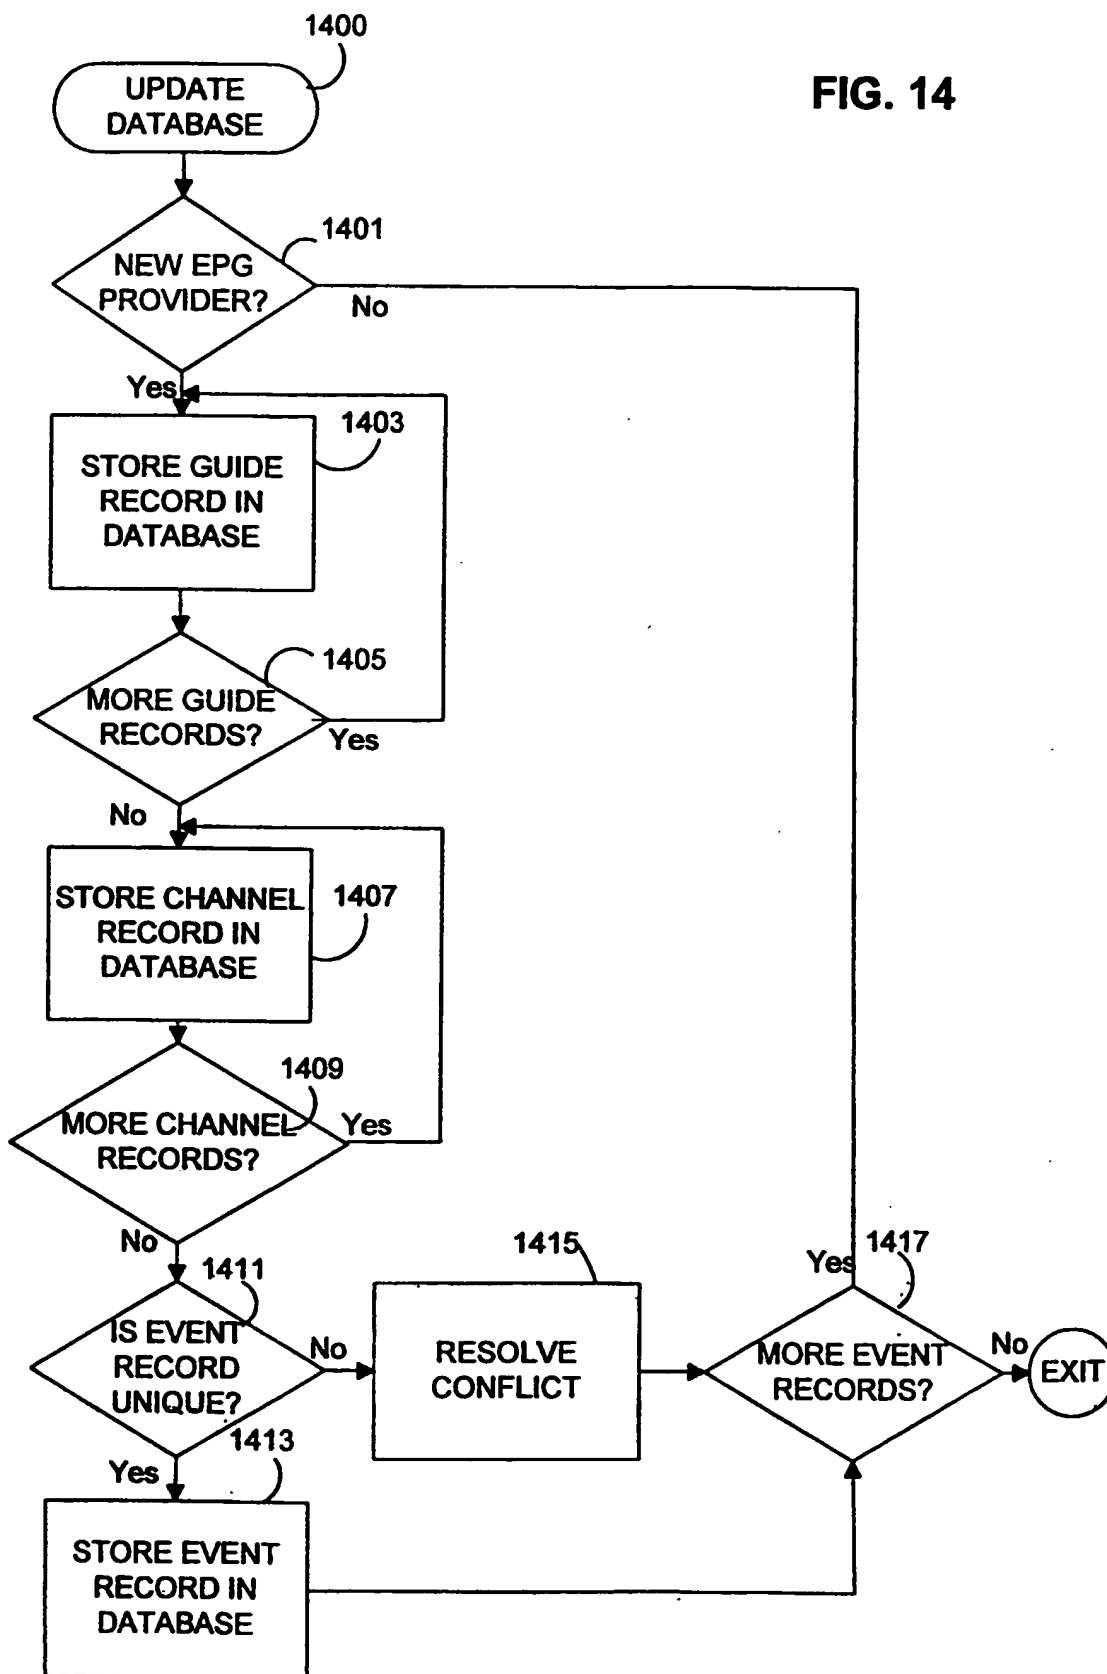 1400
UPDATE
DATABASE
FIG. 14
1401
NEW EPG
PROVIDER?
No
Yes
1403
STORE GUIDE
RECORD IN
DATABASE
1405
MORE GUIDE
RECORDS?
Yes
No
STORE CHANNEL
RECORD IN
DATABASE
1407
1409
MORE CHANNEL
RECORDS?
Yes
No
1411
IS EVENT
RECORD
UNIQUE?
No
1415
RESOLVE
CONFLICT
Yes
1417
MORE EVENT
RECORDS?
No
EXIT
Yes
1413
STORE EVENT
RECORD IN
DATABASE